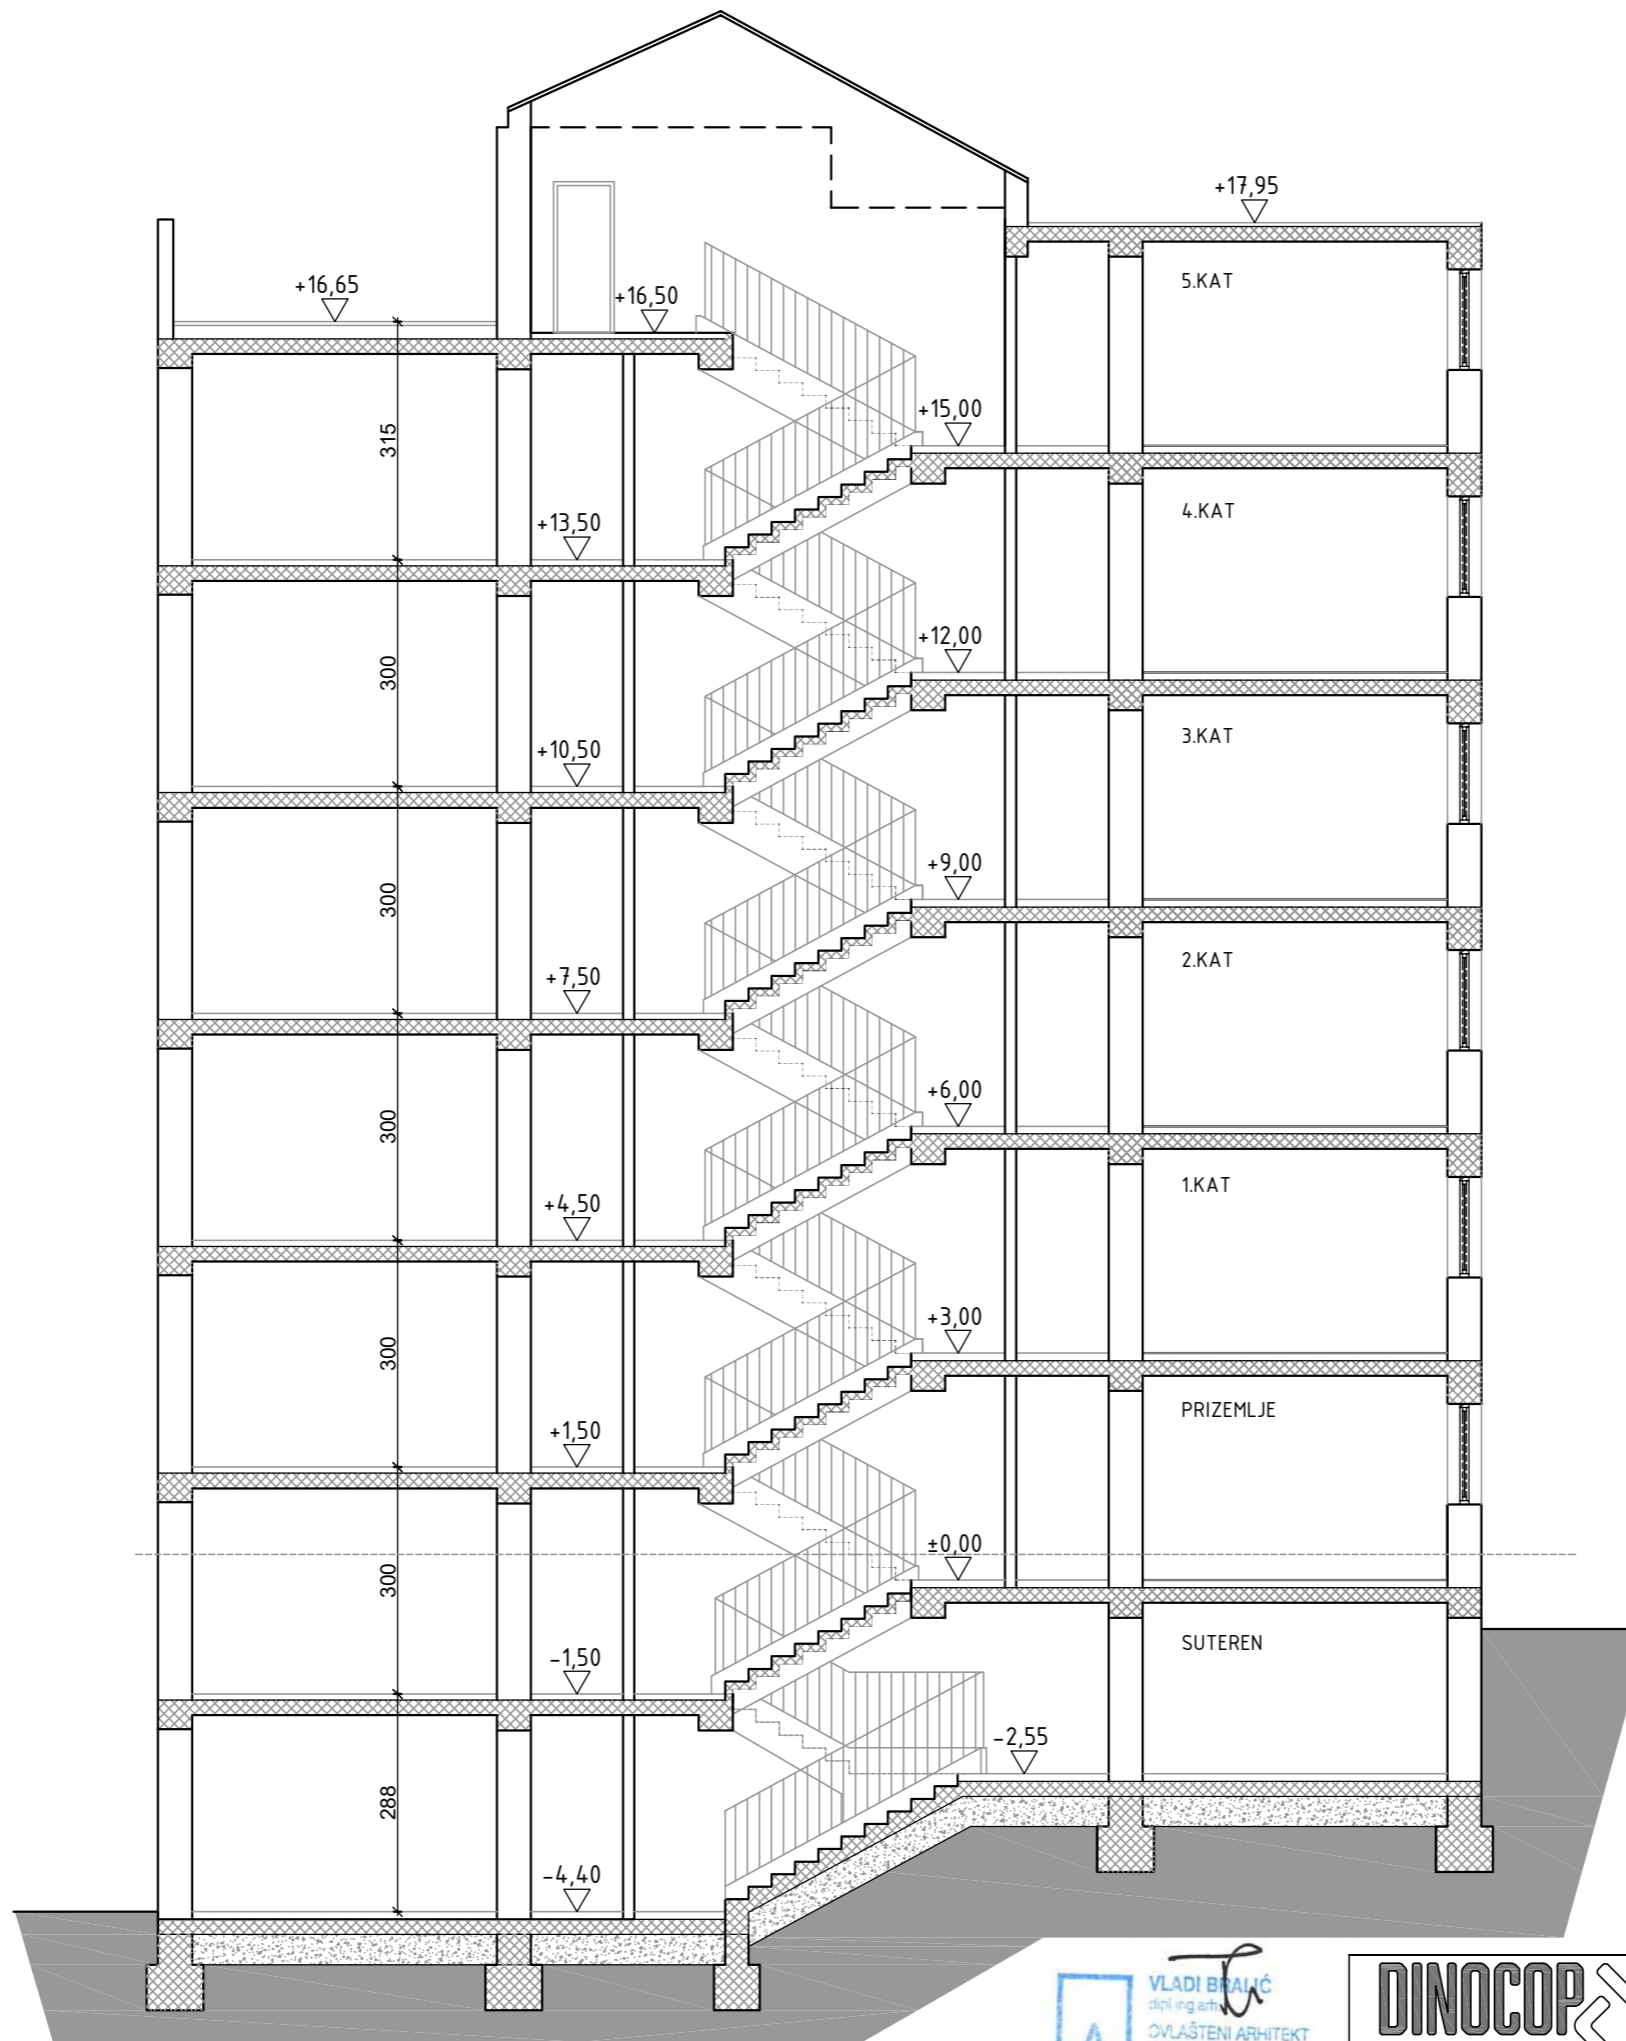 +17,95
5.KAT
+16,65
+16,50
+15,00
315
4.KAT
+13,50
+12,00
300
3.KAT
+10,50
+9,00
300
2.KAT
+7,50
+6,00
300
1.KAT
+4,50
+3,00
300
PRIZEMLJE
+1,50
±0,00
300
SUTEREN
-1,50
-2,55
288
-4,40
VLADI BRALIĆ
dipl.ing.arh.
OVLAŠTENI ARHITEKT
DINOCOP